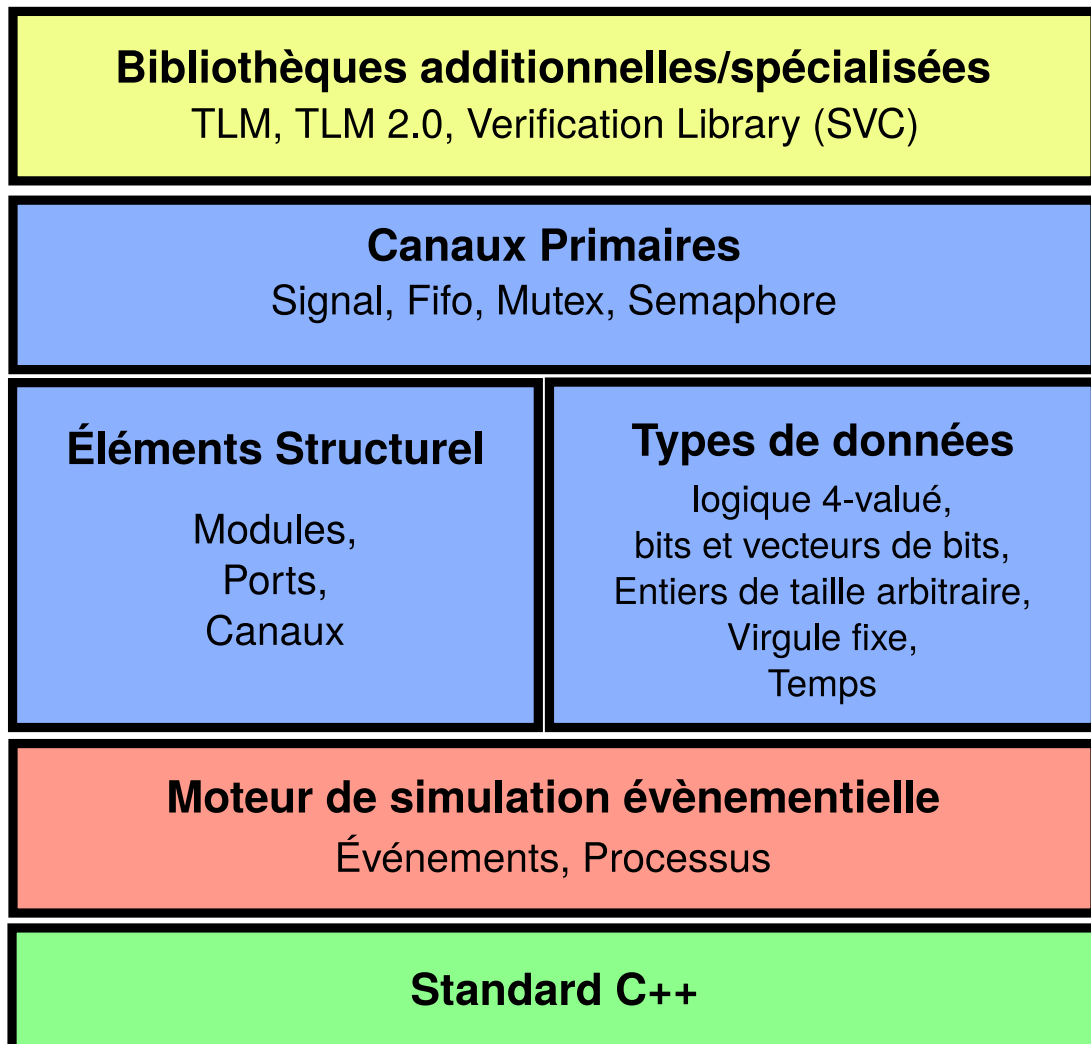 Bibliothèques additionnelles/spécialisées
TLM, TLM 2.0, Verification Library (SVC)
Canaux Primaires
Signal, Fifo, Mutex, Semaphore
Éléments Structurel
Modules,
Ports,
Canaux
Types de données
logique 4-valué,
bits et vecteurs de bits,
Entiers de taille arbitraire,
Virgule fixe,
Temps
Moteur de simulation évènementielle
Événements, Processus
Standard C++